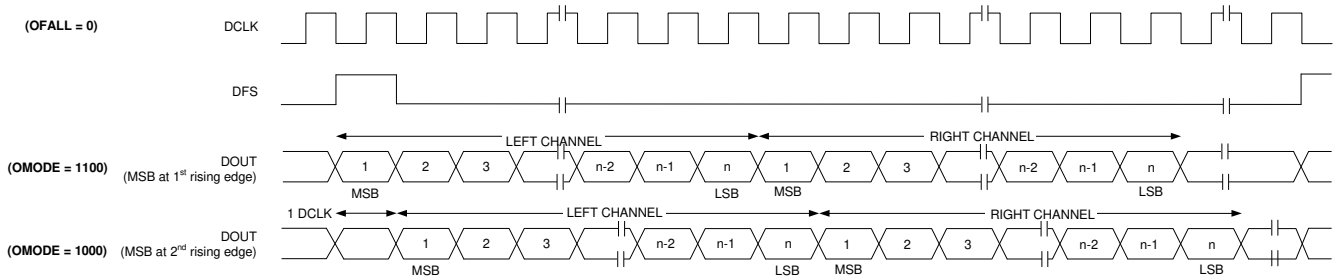 (OFALL = 0) DCLK
DFS
LEFT CHANNEL RIGHT CHANNEL
(OMODE = 1100) DOUT 1 2 3 n-2 n-1 n 1 2 3 n-2 n-1 n
(MSB at 1st rising edge)
MSB LSB MSB LSB
1 DCLK LEFT CHANNEL RIGHT CHANNEL
(OMODE = 1000) DOUT 1 2 3 n-2 n-1 n 1 2 3 n-2 n-1 n
(MSB at 2nd rising edge)
MSB LSB MSB LSB